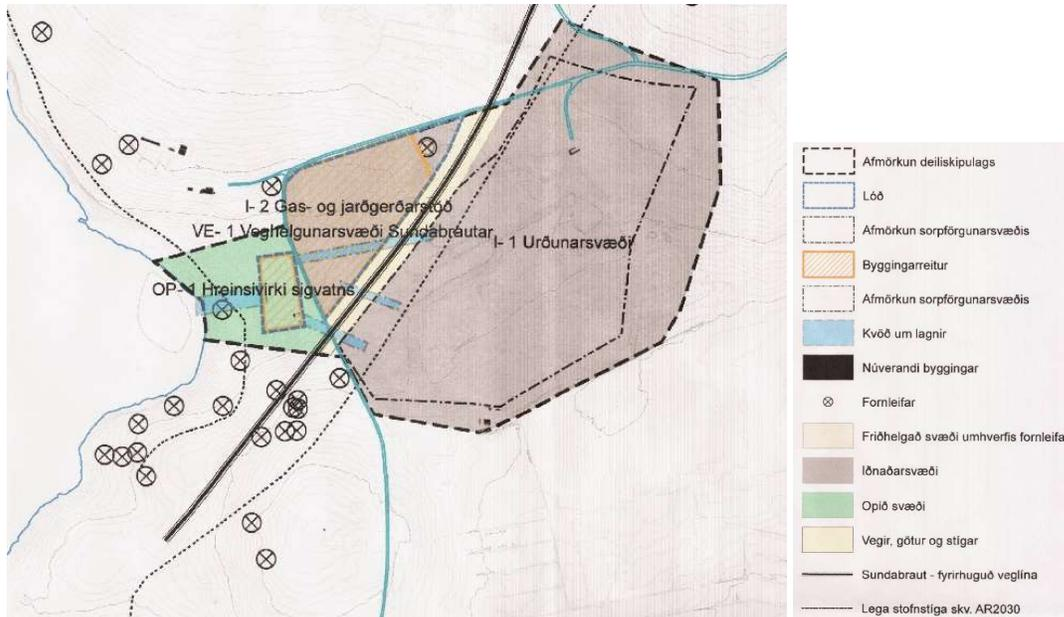 I- 2 Gas- og jarðgerðarstöð
VE- 1 Veghelgunarsvæði Sundabrautar
I- 1 Urðunarsvæði
OP- 1 Hreinsivirki sigvatns
Afmörkun deiliskipulags
Lóð
Afmörkun sorpförgunarsvæðis
Byggingarreitur
Afmörkun sorpförgunarsvæðis
Kvöð um lagnir
Núverandi byggingar
Fornleifar
Friðhelgað svæði umhverfis fornleifa
Iðnaðarsvæði
Opið svæði
Vegir, götur og stígar
Sundabraut - fyrirhuguð veglína
Lega stofnstíga skv. AR2030